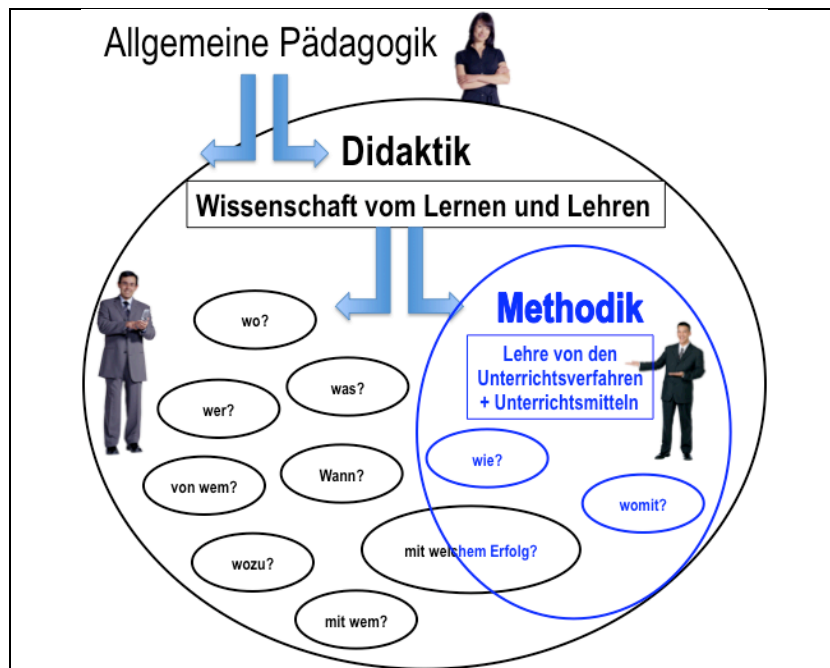 Allgemeine Pädagogik
Didaktik
Wissenschaft vom Lernen und Lehren
Methodik
Lehre von den
Unterrichtsverfahren
+ Unterrichtsmitteln
wo?
was?
wer?
wie?
Wann?
von wem?
womit?
mit welchem Erfolg?
wozu?
mit wem?